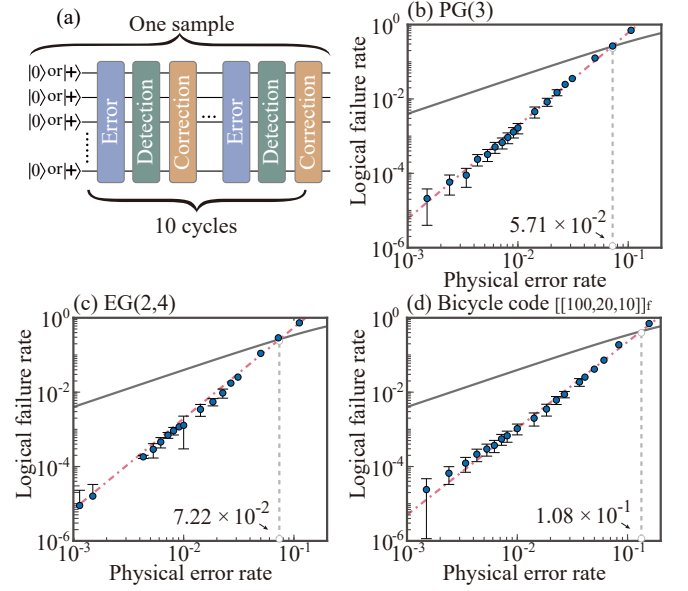 (a)
One sample
|0⟩ or |+⟩
|0⟩ or |+⟩
|0⟩ or |+⟩
|0⟩ or |+⟩
Error
Detection
Correction
...
Error
Detection
Correction
10 cycles
(b) PG(3)
Logical failure rate
10^0
10^-2
10^-4
10^-6
5.71 × 10^-2
10^-3
10^-2
10^-1
Physical error rate
(c) EG(2,4)
Logical failure rate
10^0
10^-2
10^-4
10^-6
7.22 × 10^-2
10^-3
10^-2
10^-1
Physical error rate
(d) Bicycle code [[100,20,10]]f
Logical failure rate
10^0
10^-2
10^-4
10^-6
1.08 × 10^-1
10^-3
10^-2
10^-1
Physical error rate